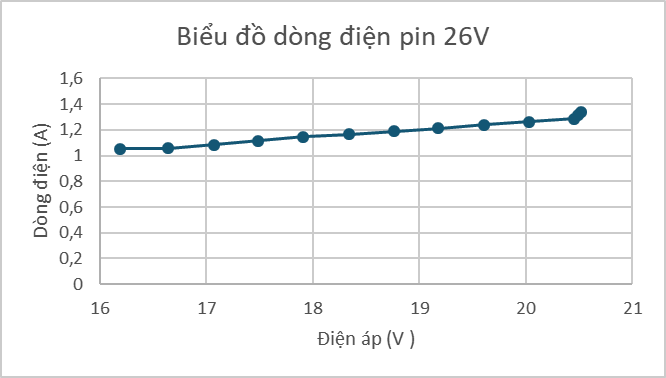 Biểu đồ dòng điện pin 26V
1,6
1,4
1,2
1
0,8
0,6
0,4
0,2
0
Dòng điện (A)
16 17 18 19 20 21
Điện áp (V )